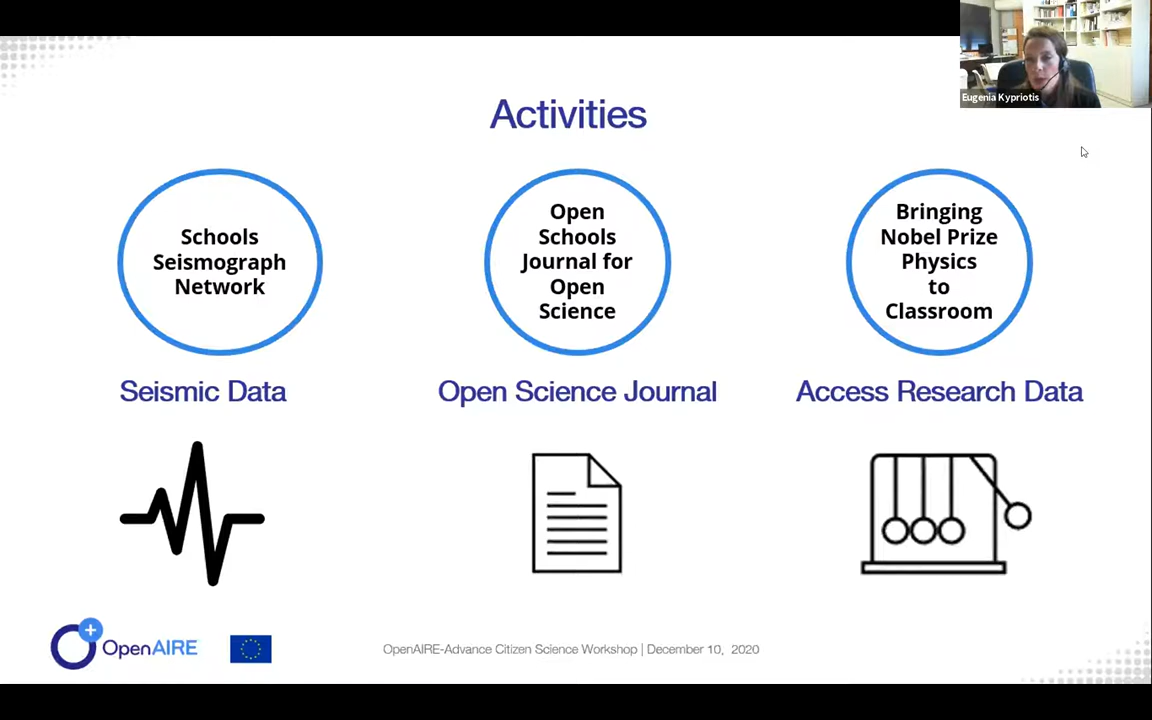 Eugenia Kypriotis
Activities
Schools
Seismograph
Network
Open
Schools
Journal for
Open
Science
Bringing
Nobel Prize
Physics
to
Classroom
Seismic Data
Open Science Journal
Access Research Data
OpenAIRE
OpenAIRE-Advance Citizen Science Workshop | December 10, 2020